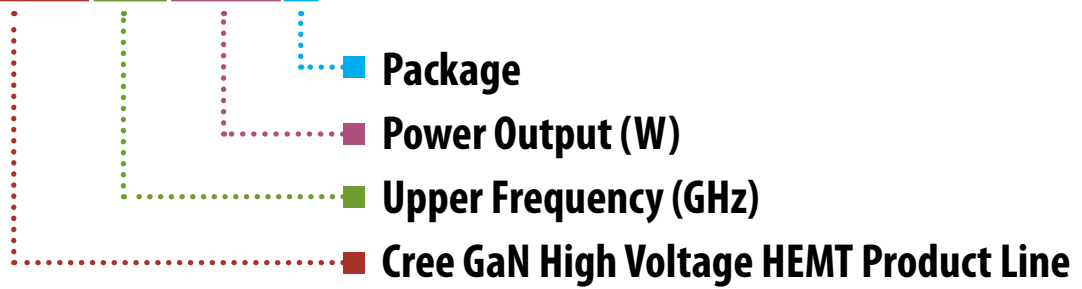 Package
Power Output (W)
Upper Frequency (GHz)
Cree GaN High Voltage HEMT Product Line